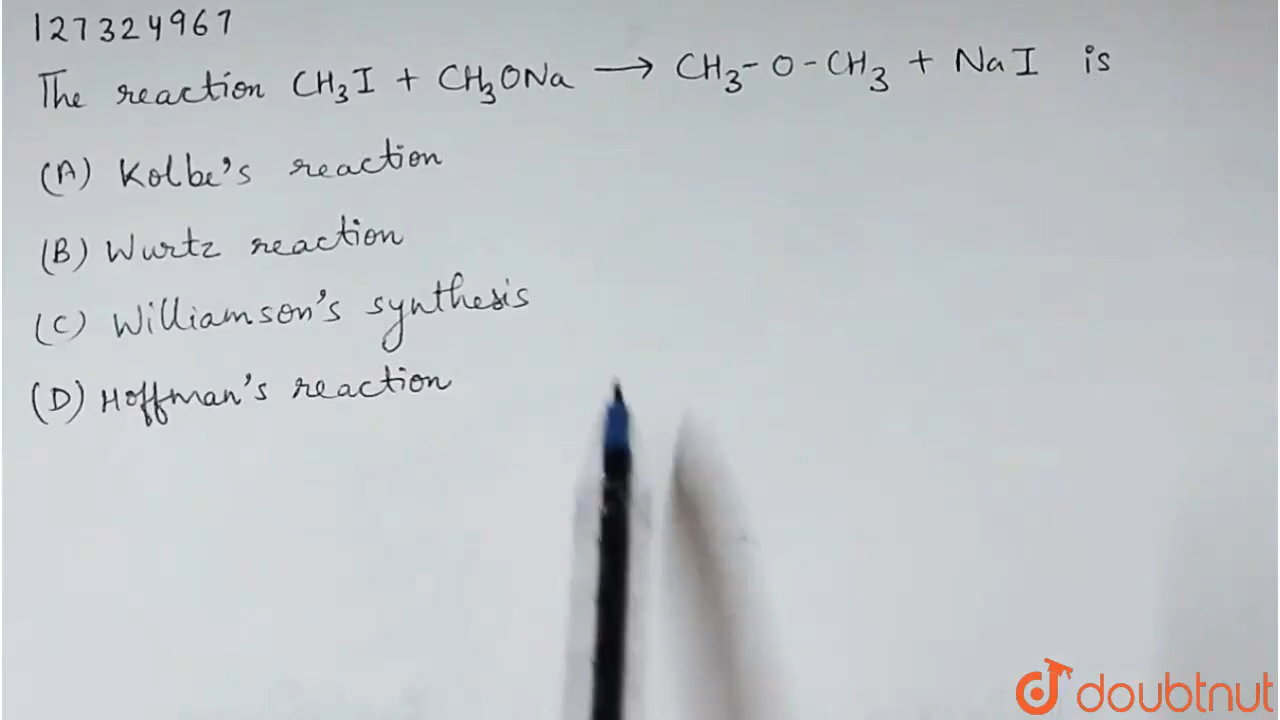 127324967
The reaction CH₃I + CH₃ONa → CH₃-O-CH₃ + NaI is
(A) Kolbe's reaction
(B) Wurtz reaction
(C) Williamson's synthesis
(D) Hoffman's reaction
doubtnut